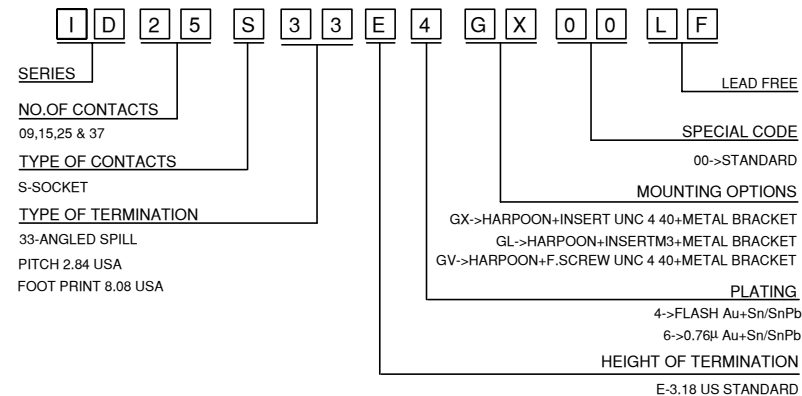 I D 2 5 S 3 3 E 4 G X 0 0 L F
SERIES
NO.OF CONTACTS
09,15,25 & 37
TYPE OF CONTACTS
S-SOCKET
TYPE OF TERMINATION
33-ANGLED SPILL
PITCH 2.84 USA
FOOT PRINT 8.08 USA
LEAD FREE
SPECIAL CODE
00->STANDARD
MOUNTING OPTIONS
GX->HARPOON+INSERT UNC 4 40+METAL BRACKET
GL->HARPOON+INSERTM3+METAL BRACKET
GV->HARPOON+F.SCREW UNC 4 40+METAL BRACKET
PLATING
4->FLASH Au+Sn/SnPb
6->0.76µ Au+Sn/SnPb
HEIGHT OF TERMINATION
E-3.18 US STANDARD